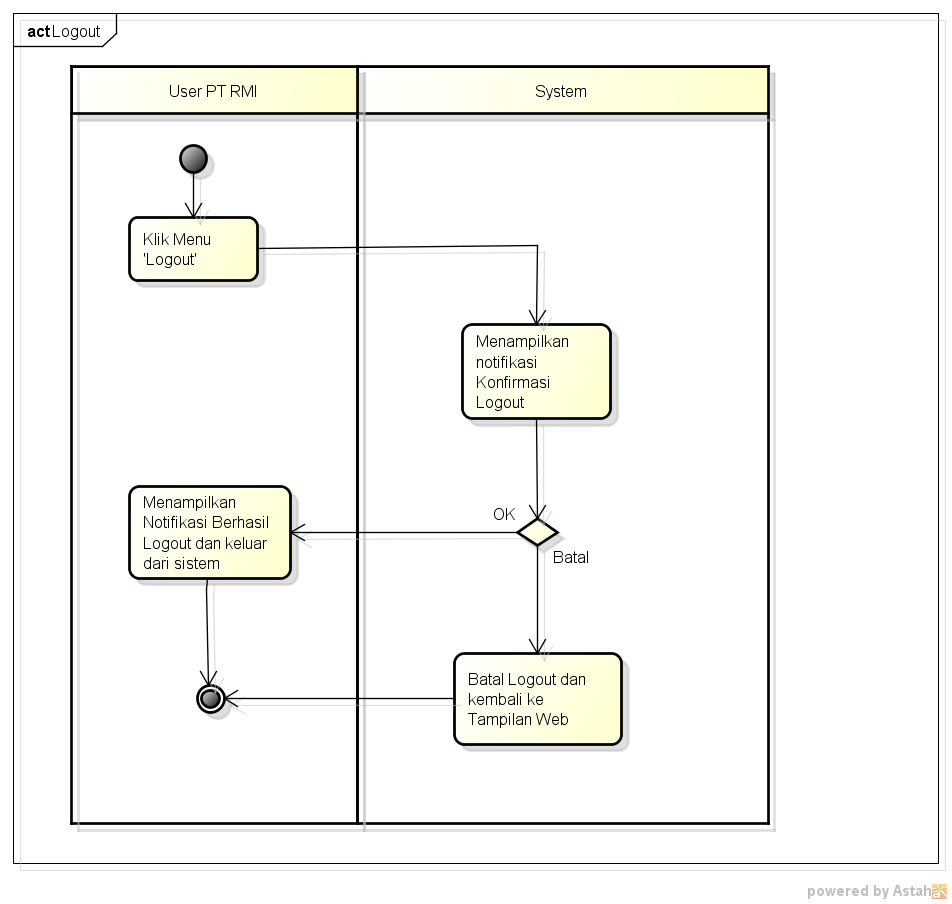 act Logout
User PT RMI
System
Klik Menu
'Logout'
Menampilkan
notifikasi
Konfirmasi
Logout
OK
Menampilkan
Notifikasi Berhasil
Logout dan keluar
dari sistem
Batal
Batal Logout dan
kembali ke
Tampilan Web
powered by Astah